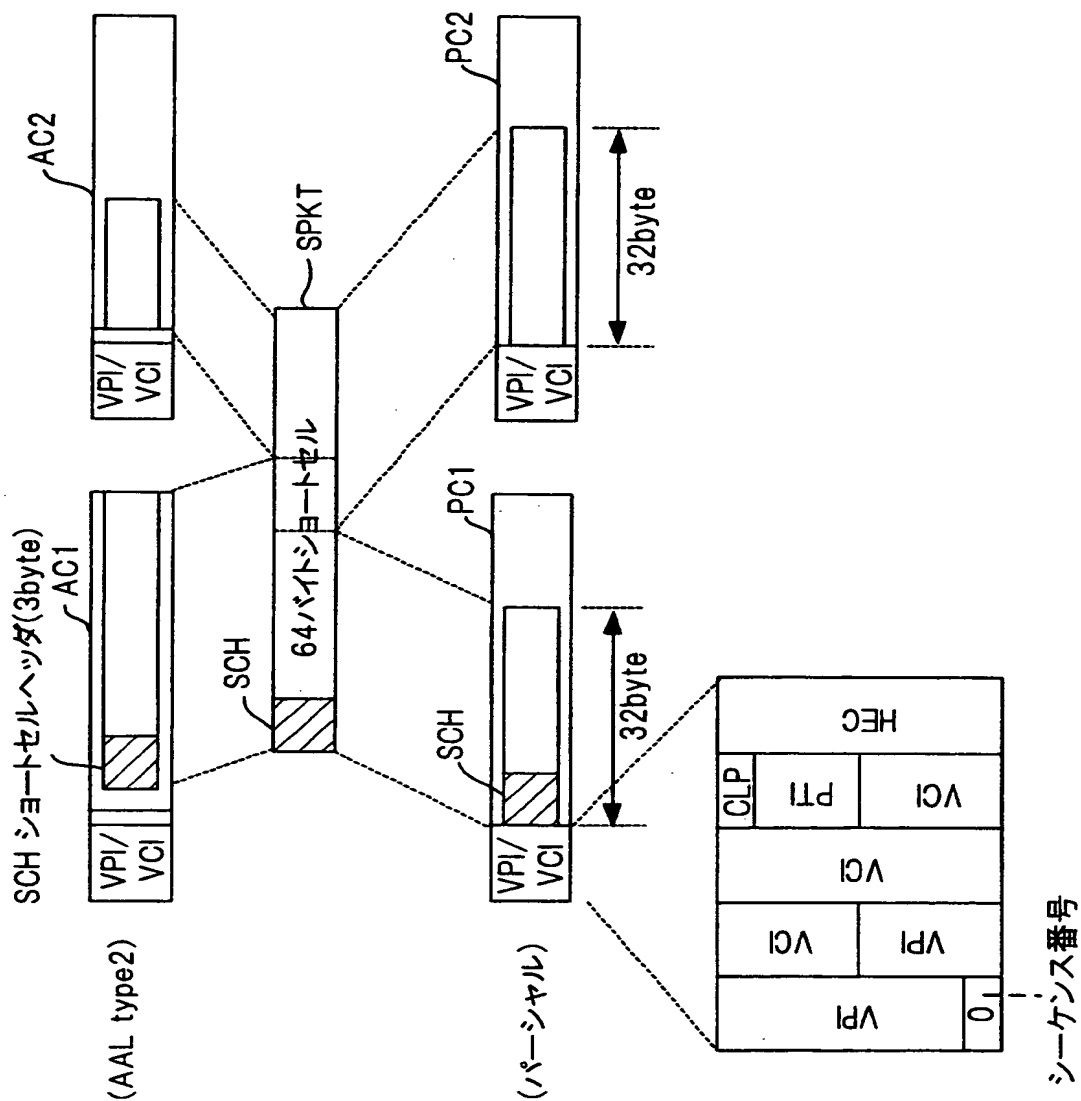 SCH ショートセルヘッダ(3byte)
AC1
AC2
(AAL type2)
VPI/
VCI
VPI/
VCI
SCH
64バイトショートセル
SPKT
(パーシャル)
VPI/
VCI
SCH
PC1
32byte
VPI/
VCI
PC2
32byte
VPI
0
VCI
VPI
VCI
CLP
PTI
VCI
HEC
シーケンス番号